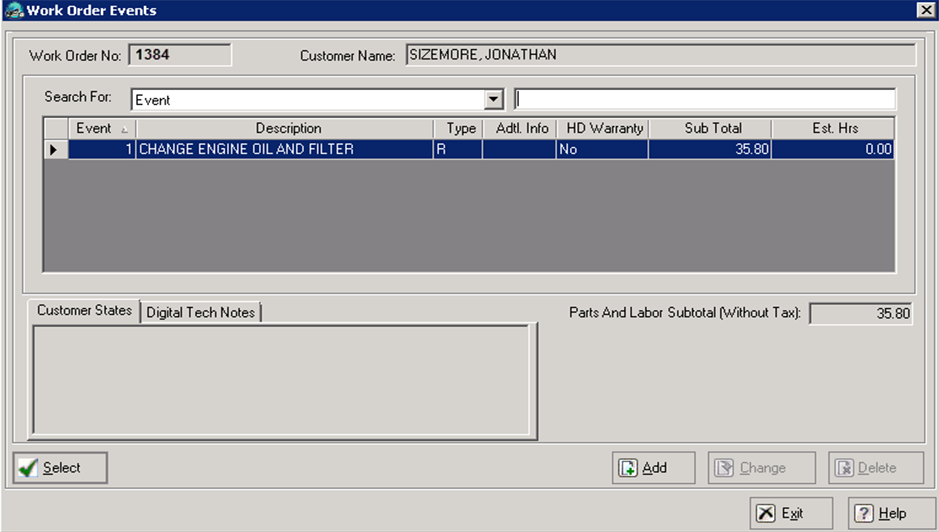 Work Order Events
Work Order No: 1384 Customer Name: SIZEMORE, JONATHAN
Search For: Event
Event Description Type Adtl. Info HD Warranty Sub Total Est. Hrs
1 CHANGE ENGINE OIL AND FILTER R No 35.80 0.00
Customer States Digital Tech Notes Parts And Labor Subtotal (Without Tax): 35.80
Select Add Change Delete
Exit Help